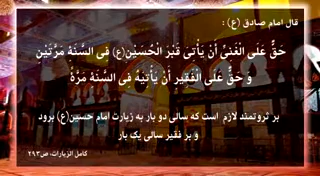 قال امام صادق (ع) :
حَقٌّ عَلَى الْغَنِيِّ أَنْ يَأْتِيَ قَبْرَ الْحُسَيْنِ(ع) فِي السَّنَةِ مَرَّتَيْنِ
وَ حَقٌّ عَلَى الْفَقِيرِ أَنْ يَأْتِيَهُ فِي السَّنَةِ مَرَّةً
بر ثروتمند لازم است که سالی دو بار به زیارت امام حسین(ع) برود
و بر فقیر سالی یک بار
کامل الزیارات، ص۲۹۳